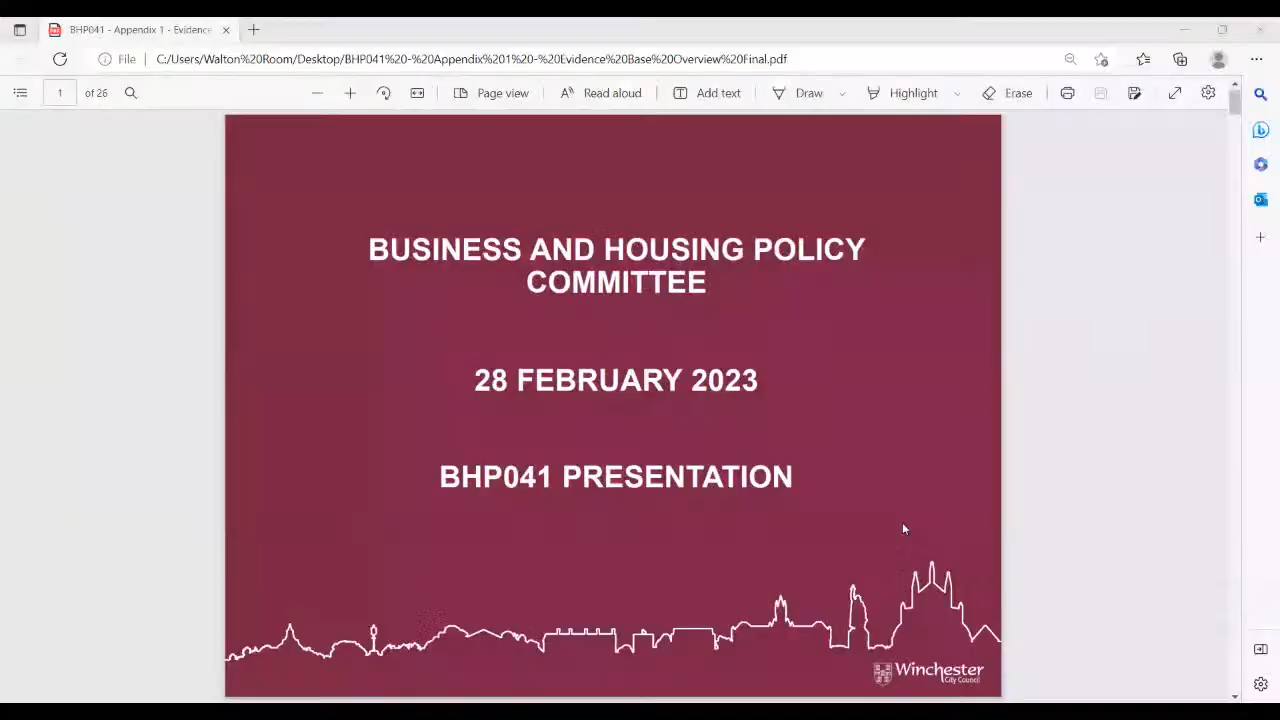 BHP041 - Appendix 1 - Evidence
File C:/Users/Walton%20Room/Desktop/BHP041%20-%20Appendix%201%20-%20Evidence%20Base%20Overview%20Final.pdf
1 of 26 Page view Read aloud Add text Draw Highlight Erase
BUSINESS AND HOUSING POLICY
COMMITTEE
28 FEBRUARY 2023
BHP041 PRESENTATION
Winchester
City Council